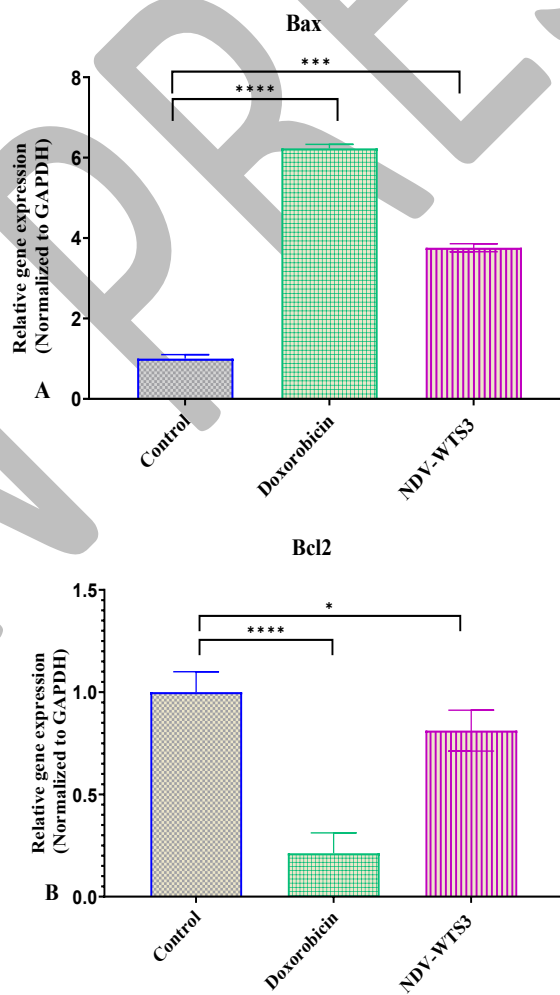 Bax
***
****
8
6
4
2
0
Relative gene expression
(Normalized to GAPDH)
A
Control
Doxorobicin
NDV-WTS3
Bcl2
*
****
1.5
1.0
0.5
0.0
Relative gene expression
(Normalized to GAPDH)
B
Control
Doxorobicin
NDV-WTS3